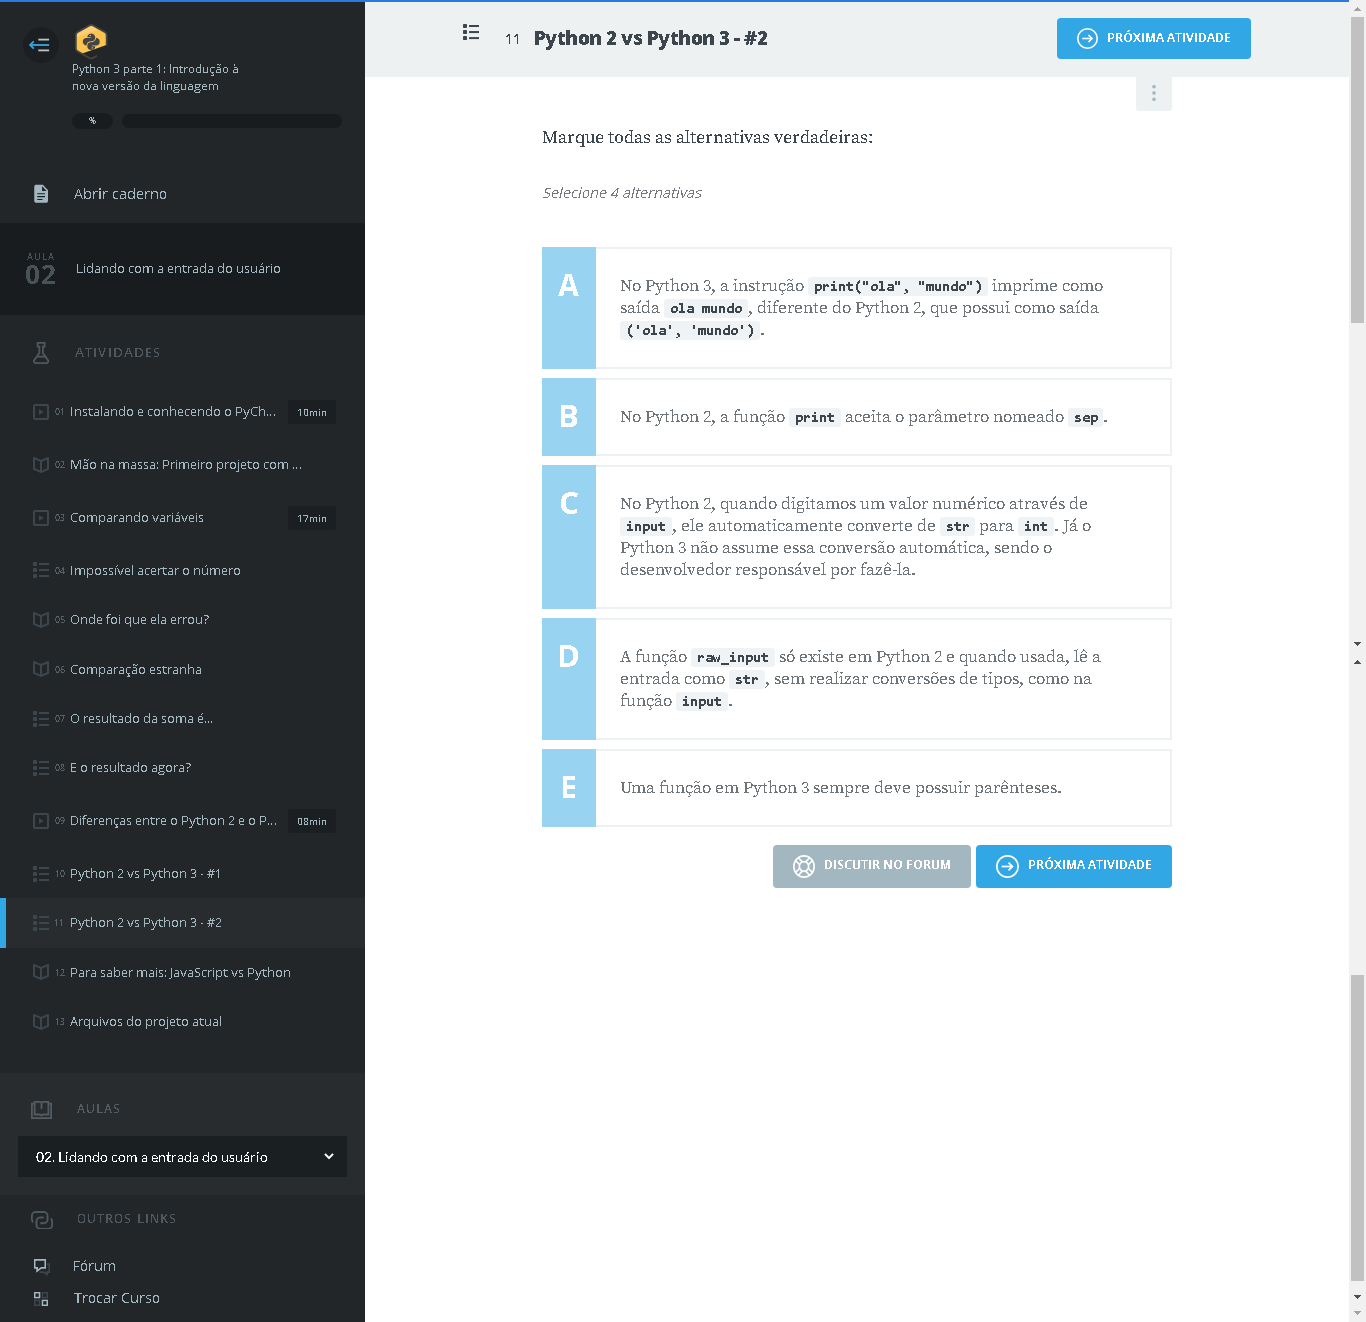 Python 3 parte 1: Introdução à
nova versão da linguagem
%
Abrir caderno
AULA
02
Lidando com a entrada do usuário
ATIVIDADES
01 Instalando e conhecendo o PyCh... 10min
02 Mão na massa: Primeiro projeto com ...
03 Comparando variáveis 17min
04 Impossível acertar o número
05 Onde foi que ela errou?
06 Comparação estranha
07 O resultado da soma é...
08 E o resultado agora?
09 Diferenças entre o Python 2 e o P... 08min
10 Python 2 vs Python 3 - #1
11 Python 2 vs Python 3 - #2
12 Para saber mais: JavaScript vs Python
13 Arquivos do projeto atual
AULAS
02. Lidando com a entrada do usuário
OUTROS LINKS
Fórum
Trocar Curso
11 Python 2 vs Python 3 - #2
PRÓXIMA ATIVIDADE
Marque todas as alternativas verdadeiras:
Selecione 4 alternativas
A
No Python 3, a instrução print("ola", "mundo") imprime como
saída ola mundo , diferente do Python 2, que possui como saída
('ola', 'mundo') .
B
No Python 2, a função print aceita o parâmetro nomeado sep .
C
No Python 2, quando digitamos um valor numérico através de
input , ele automaticamente converte de str para int . Já o
Python 3 não assume essa conversão automática, sendo o
desenvolvedor responsável por fazê-la.
D
A função raw_input só existe em Python 2 e quando usada, lê a
entrada como str , sem realizar conversões de tipos, como na
função input .
E
Uma função em Python 3 sempre deve possuir parênteses.
DISCUTIR NO FORUM
PRÓXIMA ATIVIDADE